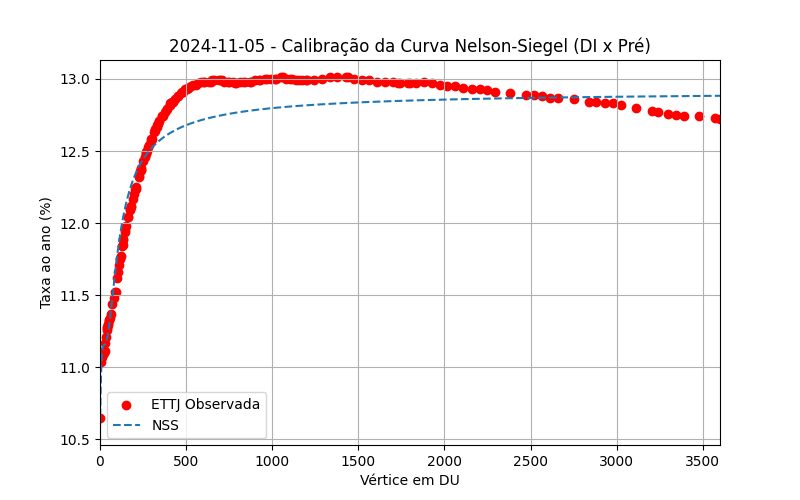 2024-11-05 - Calibração da Curva Nelson-Siegel (DI x Pré)
Taxa ao ano (%)
13.0
12.5
12.0
11.5
11.0
10.5
ETTJ Observada
NSS
0 500 1000 1500 2000 2500 3000 3500
Vértice em DU